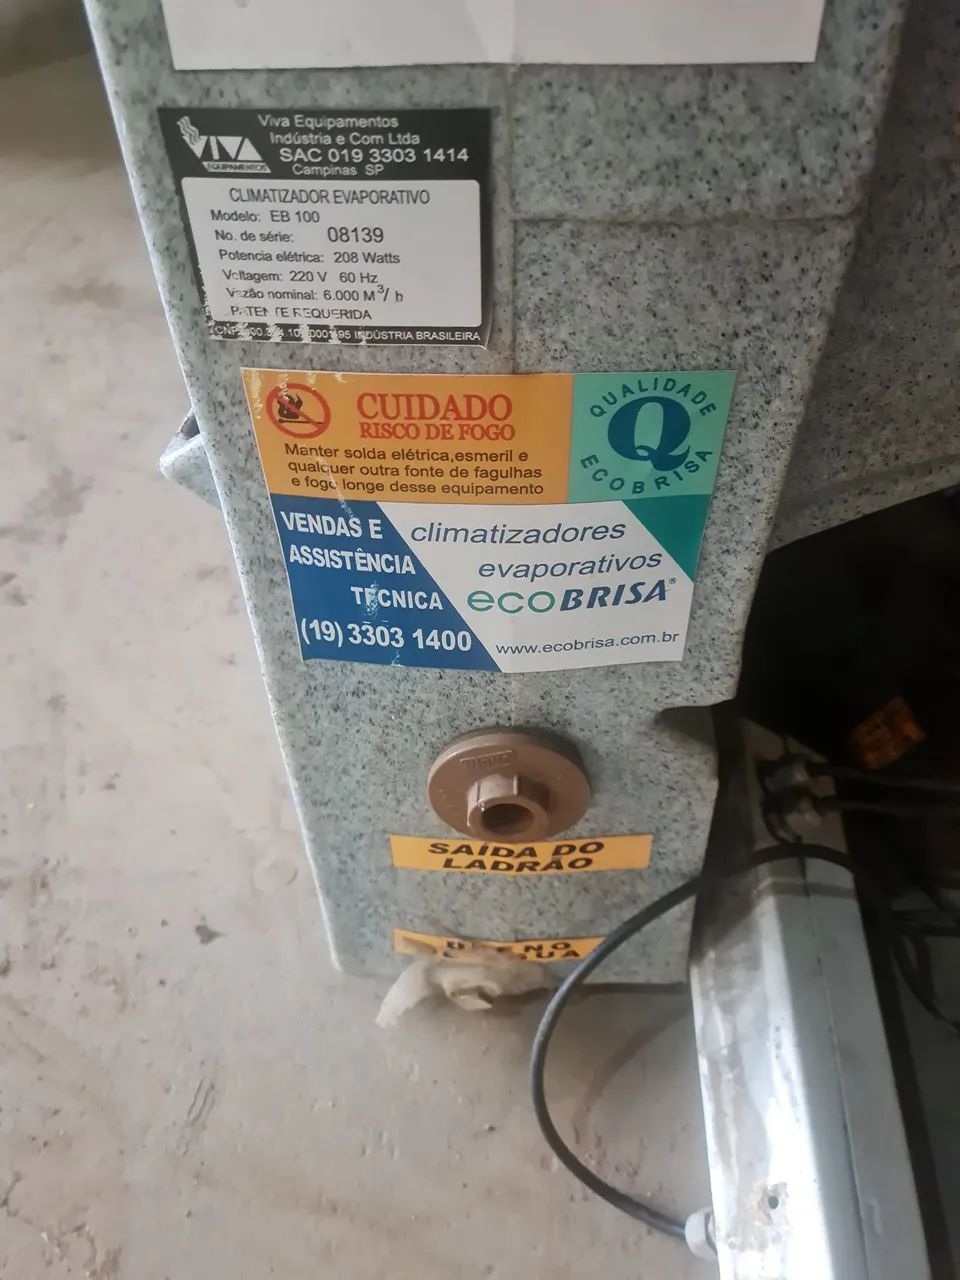 VIVA
EQUIPAMENTOS
Viva Equipamentos
Indústria e Com Ltda
SAC 019 3303 1414
Campinas SP
CLIMATIZADOR EVAPORATIVO
Modelo: EB 100
No. de série: 08139
Potencia elétrica: 208 Watts
Voltagem: 220 V 60 Hz
Vazão nominal: 6.000 M³/ h
PATENTE REQUERIDA
INDÚSTRIA BRASILEIRA
CUIDADO
RISCO DE FOGO
Manter solda elétrica,esmeril e
qualquer outra fonte de fagulhas
e fogo longe desse equipamento
QUALIDADE
Q
ECOBRISA
VENDAS E
ASSISTÊNCIA
TÉCNICA
(19) 3303 1400
climatizadores
evaporativos
ecoBRISA®
www.ecobrisa.com.br
SAÍDA DO
LADRÃO
DRENO